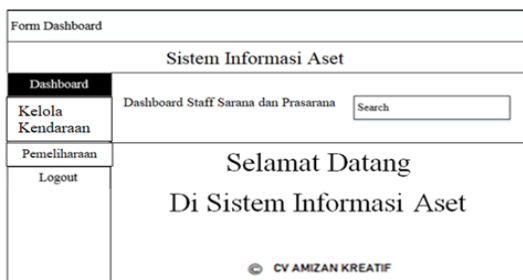 Form Dashboard
Sistem Informasi Aset
Dashboard
Kelola
Kendaraan
Pemeliharaan
Logout
Dashboard Staff Sarana dan Prasarana
Search
Selamat Datang
Di Sistem Informasi Aset
© CV AMIZAN KREATIF